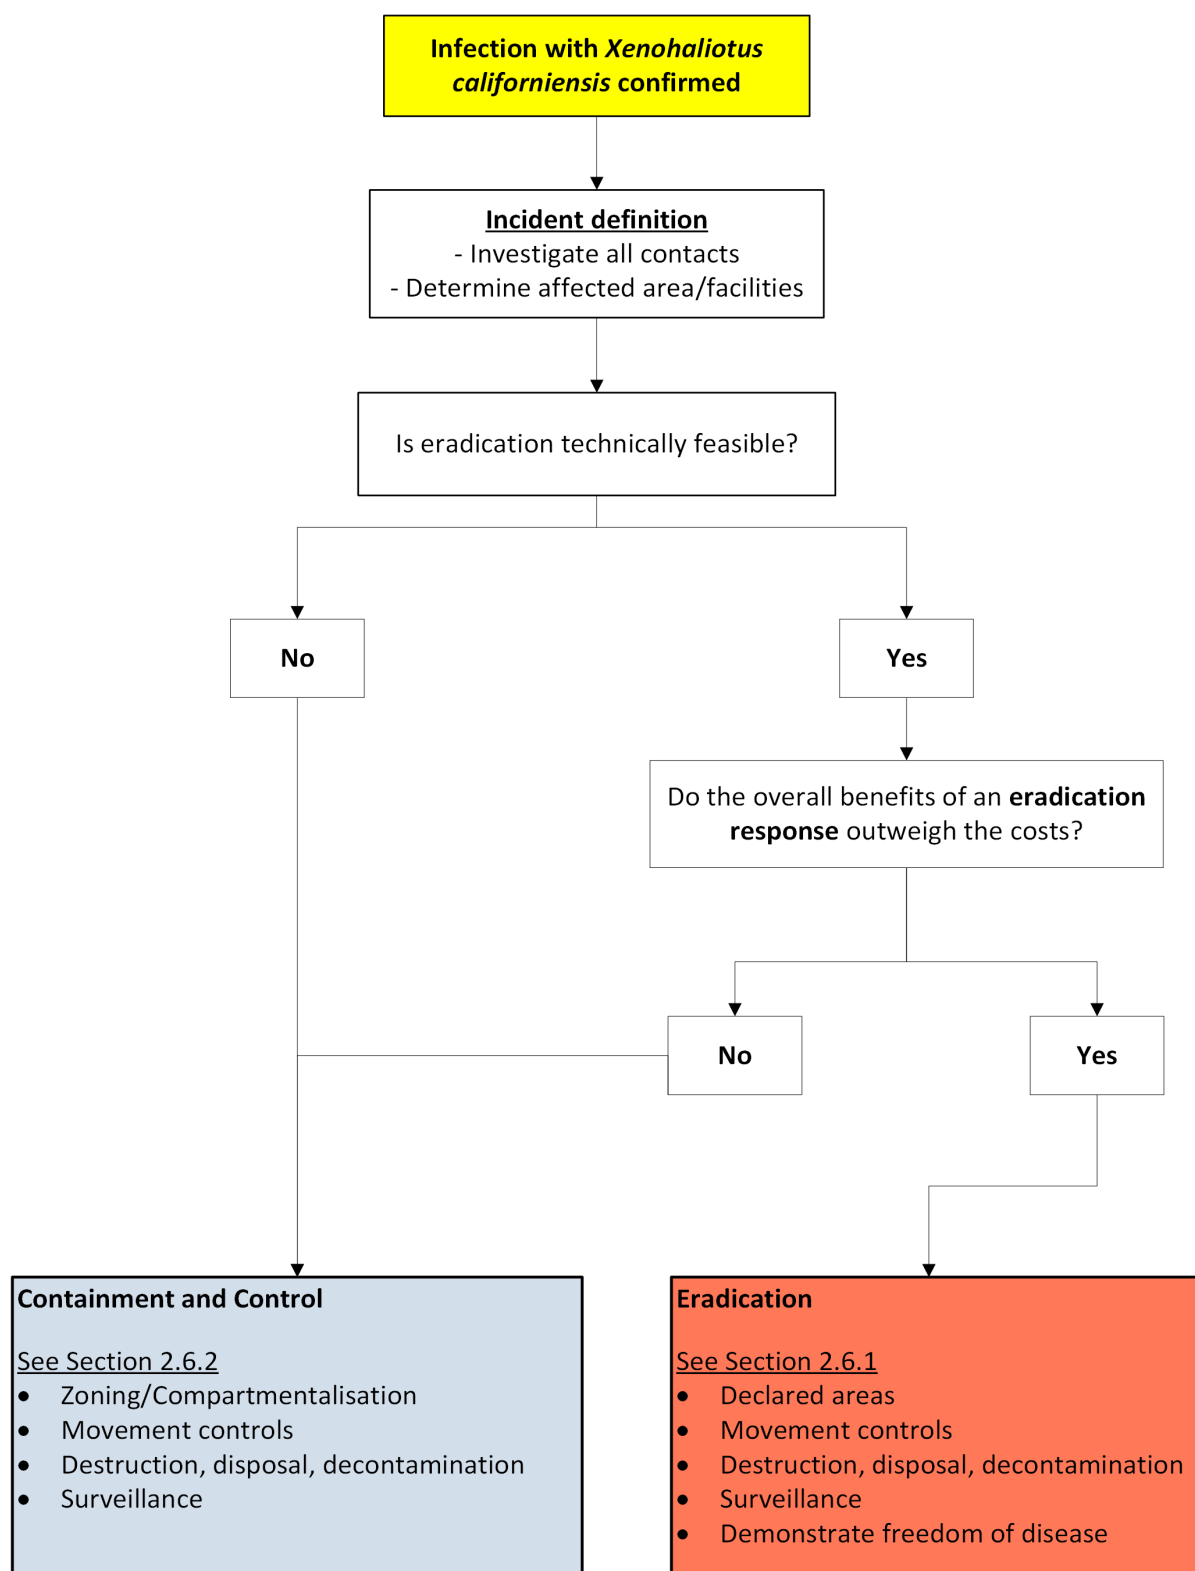 Infection with Xenohaliotus
californiensis confirmed
Incident definition
- Investigate all contacts
- Determine affected area/facilities
Is eradication technically feasible?
No
Yes
Do the overall benefits of an eradication
response outweigh the costs?
No
Yes
Containment and Control
See Section 2.6.2
• Zoning/Compartmentalisation
• Movement controls
• Destruction, disposal, decontamination
• Surveillance
Eradication
See Section 2.6.1
• Declared areas
• Movement controls
• Destruction, disposal, decontamination
• Surveillance
• Demonstrate freedom of disease